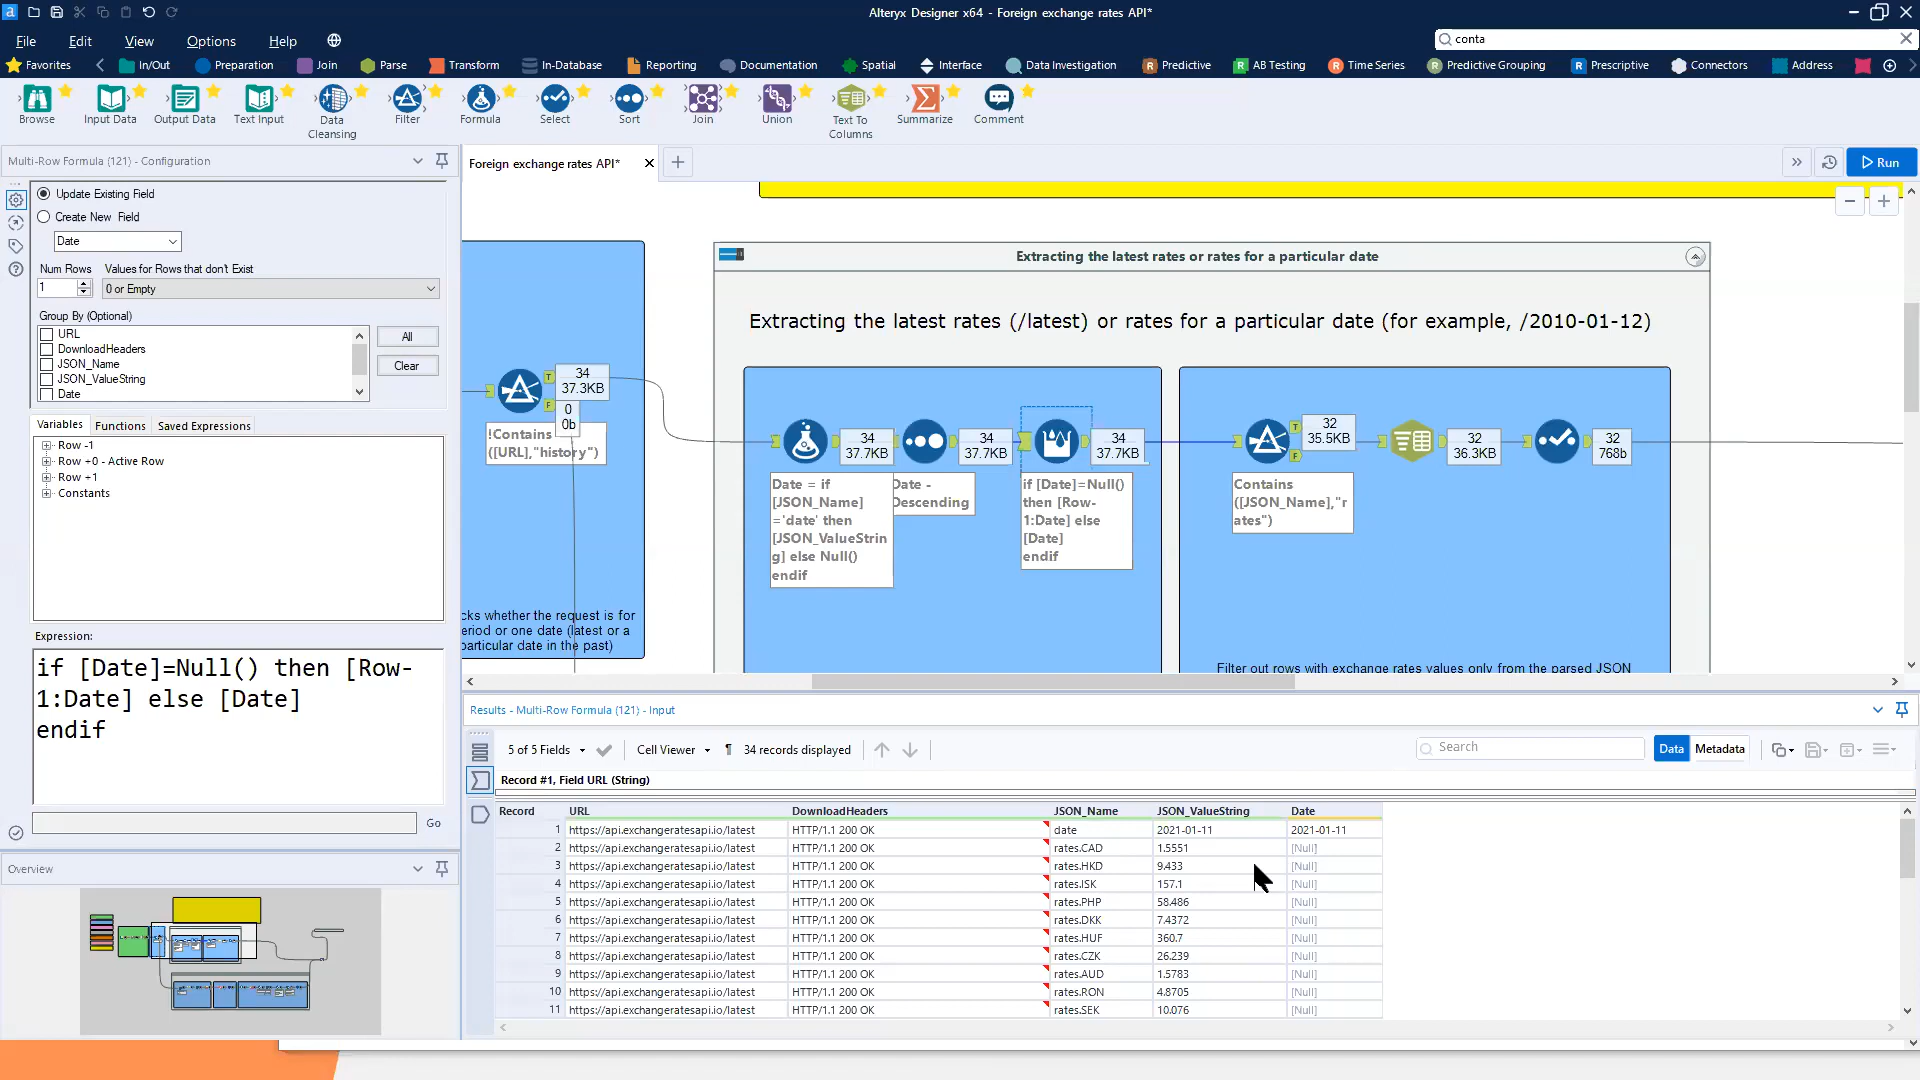 Alteryx Designer x64 - Foreign exchange rates API*
File Edit View Options Help
conta
Favorites In/Out Preparation Join Parse Transform In-Database Reporting Documentation Spatial Interface Data Investigation Predictive AB Testing Time Series Predictive Grouping Prescriptive Connectors Address
Browse Input Data Output Data Text Input Data Cleansing Filter Formula Select Sort Join Union Text To Columns Summarize Comment
Multi-Row Formula (121) - Configuration
Update Existing Field
Create New Field
Date
Num Rows Values for Rows that don't Exist
1 0 or Empty
Group By (Optional)
URL
DownloadHeaders
JSON_Name
JSON_ValueString
Date
All
Clear
Variables Functions Saved Expressions
Row -1
Row +0 - Active Row
Row +1
Constants
Expression:
if [Date]=Null() then [Row-
1:Date] else [Date]
endif
Go
Overview
Foreign exchange rates API*
Run
34
37.3KB
0
0b
T
F
!Contains
([URL],"history")
cks whether the request is for
period or one date (latest or a
particular date in the past)
Extracting the latest rates or rates for a particular date
Extracting the latest rates (/latest) or rates for a particular date (for example, /2010-01-12)
34
37.7KB
34
37.7KB
34
37.7KB
Date = if
[JSON_Name]
='date' then
[JSON_ValueStrin
g] else Null()
endif
Date -
Descending
if [Date]=Null()
then [Row-
1:Date] else
[Date]
endif
T
F
32
35.5KB
32
36.3KB
32
768b
Contains
([JSON_Name],"r
ates")
Filter out rows with exchange rates values only from the parsed JSON
Results - Multi-Row Formula (121) - Input
5 of 5 Fields Cell Viewer 34 records displayed Search Data Metadata
Record #1, Field URL (String)
Record URL DownloadHeaders JSON_Name JSON_ValueString Date
1 https://api.exchangeratesapi.io/latest HTTP/1.1 200 OK date 2021-01-11 2021-01-11
2 https://api.exchangeratesapi.io/latest HTTP/1.1 200 OK rates.CAD 1.5551 [Null]
3 https://api.exchangeratesapi.io/latest HTTP/1.1 200 OK rates.HKD 9.433 [Null]
4 https://api.exchangeratesapi.io/latest HTTP/1.1 200 OK rates.ISK 157.1 [Null]
5 https://api.exchangeratesapi.io/latest HTTP/1.1 200 OK rates.PHP 58.486 [Null]
6 https://api.exchangeratesapi.io/latest HTTP/1.1 200 OK rates.DKK 7.4372 [Null]
7 https://api.exchangeratesapi.io/latest HTTP/1.1 200 OK rates.HUF 360.7 [Null]
8 https://api.exchangeratesapi.io/latest HTTP/1.1 200 OK rates.CZK 26.239 [Null]
9 https://api.exchangeratesapi.io/latest HTTP/1.1 200 OK rates.AUD 1.5783 [Null]
10 https://api.exchangeratesapi.io/latest HTTP/1.1 200 OK rates.RON 4.8705 [Null]
11 https://api.exchangeratesapi.io/latest HTTP/1.1 200 OK rates.SEK 10.076 [Null]